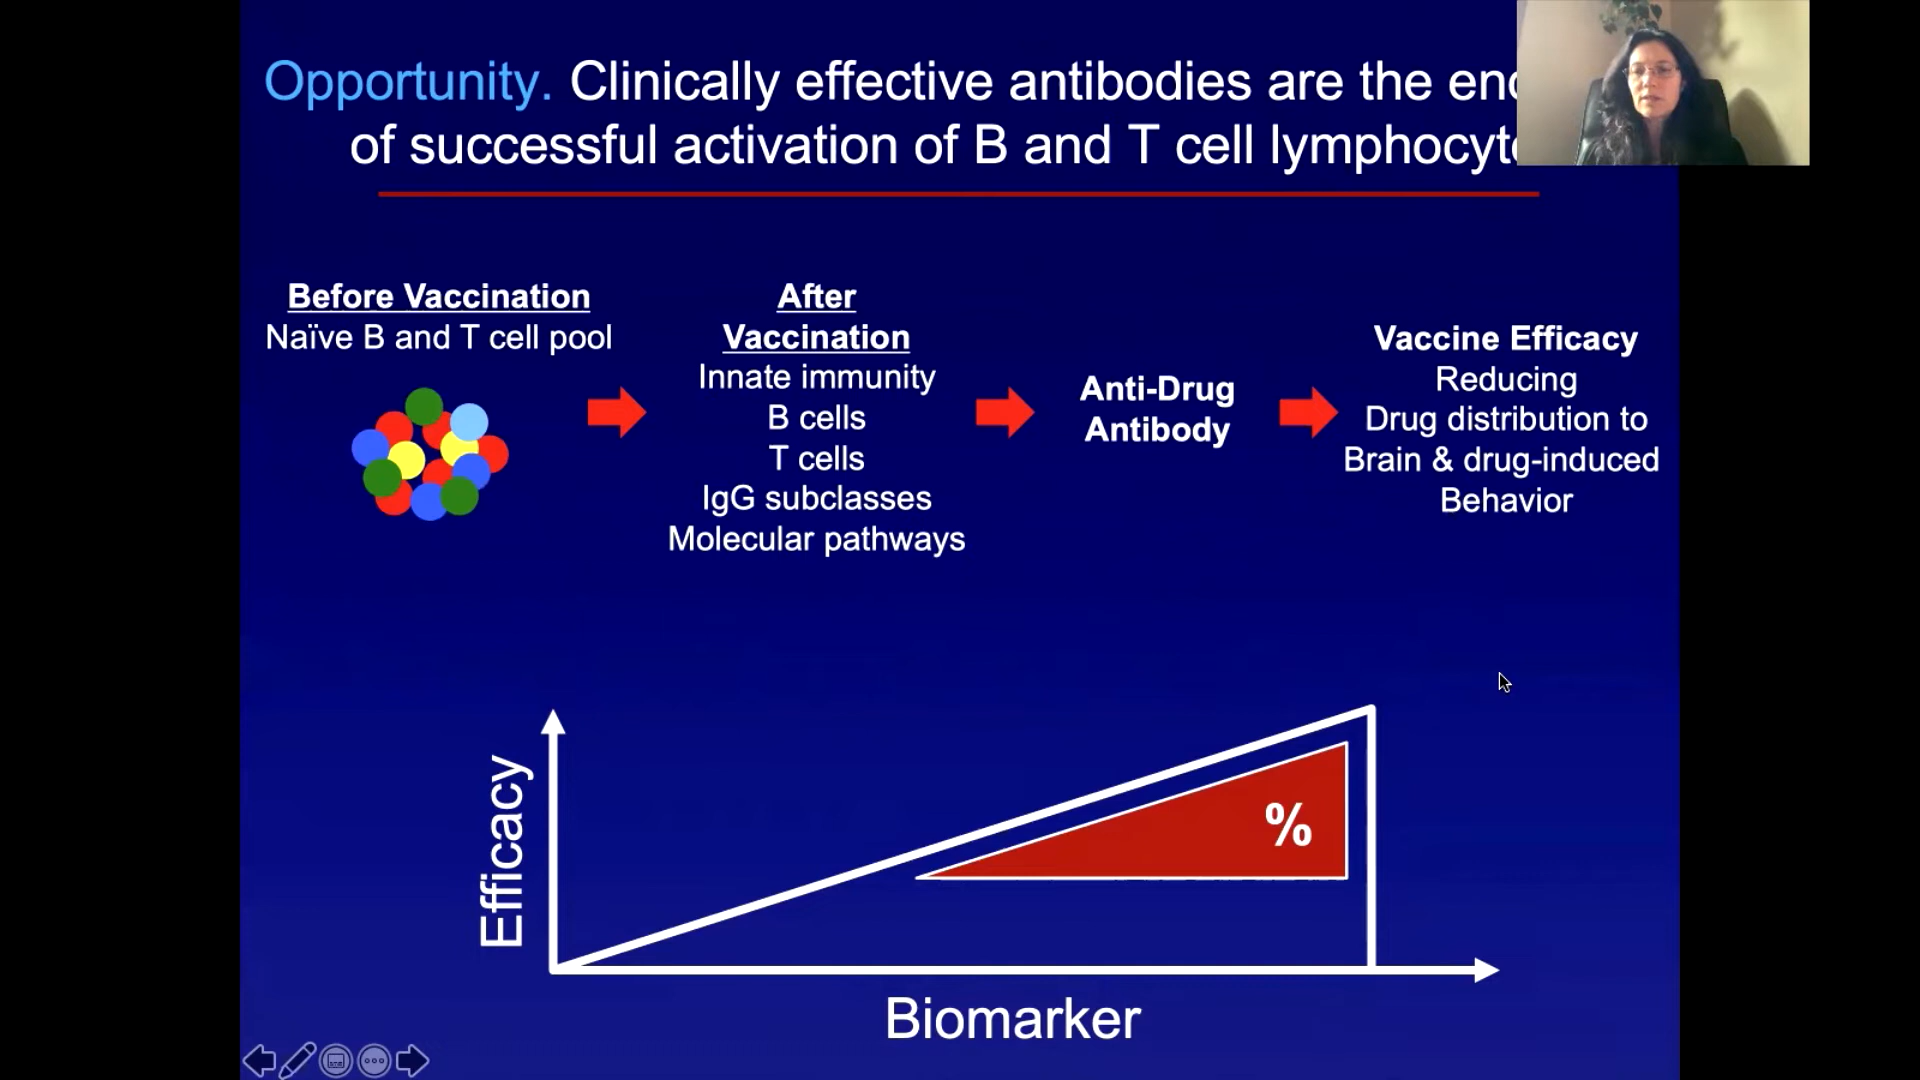 Opportunity. Clinically effective antibodies are the
of successful activation of B and T cell
Before Vaccination
Naïve B and T cell pool
After
Vaccination
Innate immunity
B cells
T cells
IgG subclasses
Molecular pathways
Anti-Drug
Antibody
Vaccine Efficacy
Reducing
Drug distribution to
Brain & drug-induced
Behavior
Efficacy
%
Biomarker